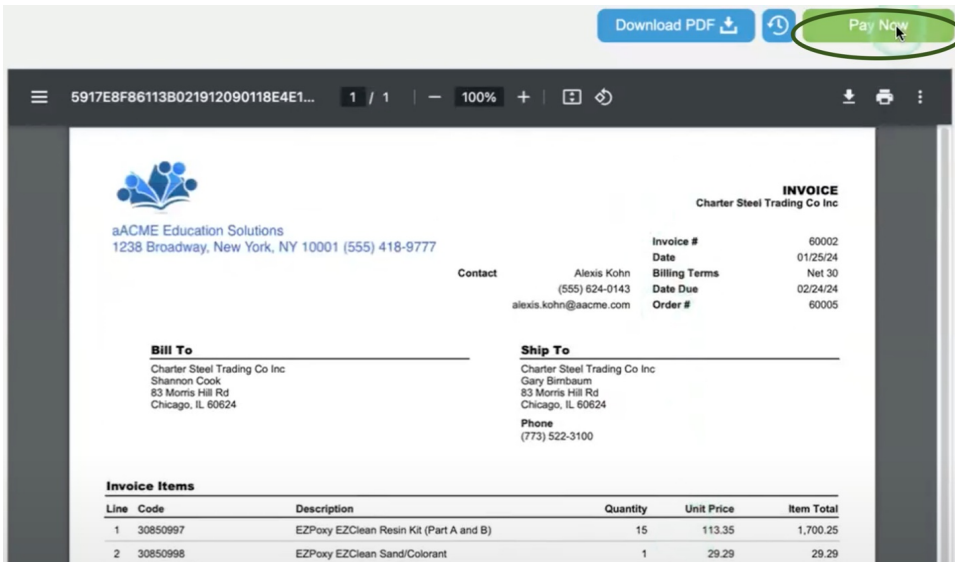 Download PDF
Pay Now
5917E8F86113B021912090118E4E1... 1 / 1 | − 100% + |
INVOICE
Charter Steel Trading Co Inc
aACME Education Solutions
1238 Broadway, New York, NY 10001 (555) 418-9777
Invoice # 60002
Date 01/25/24
Contact Alexis Kohn Billing Terms Net 30
(555) 624-0143 Date Due 02/24/24
alexis.kohn@aacme.com Order # 60005
Bill To
Charter Steel Trading Co Inc
Shannon Cook
83 Morris Hill Rd
Chicago, IL 60624
Ship To
Charter Steel Trading Co Inc
Gary Birnbaum
83 Morris Hill Rd
Chicago, IL 60624
Phone
(773) 522-3100
Invoice Items
Line Code Description Quantity Unit Price Item Total
1 30850997 EZPoxy EZClean Resin Kit (Part A and B) 15 113.35 1,700.25
2 30850998 EZPoxy EZClean Sand/Colorant 1 29.29 29.29